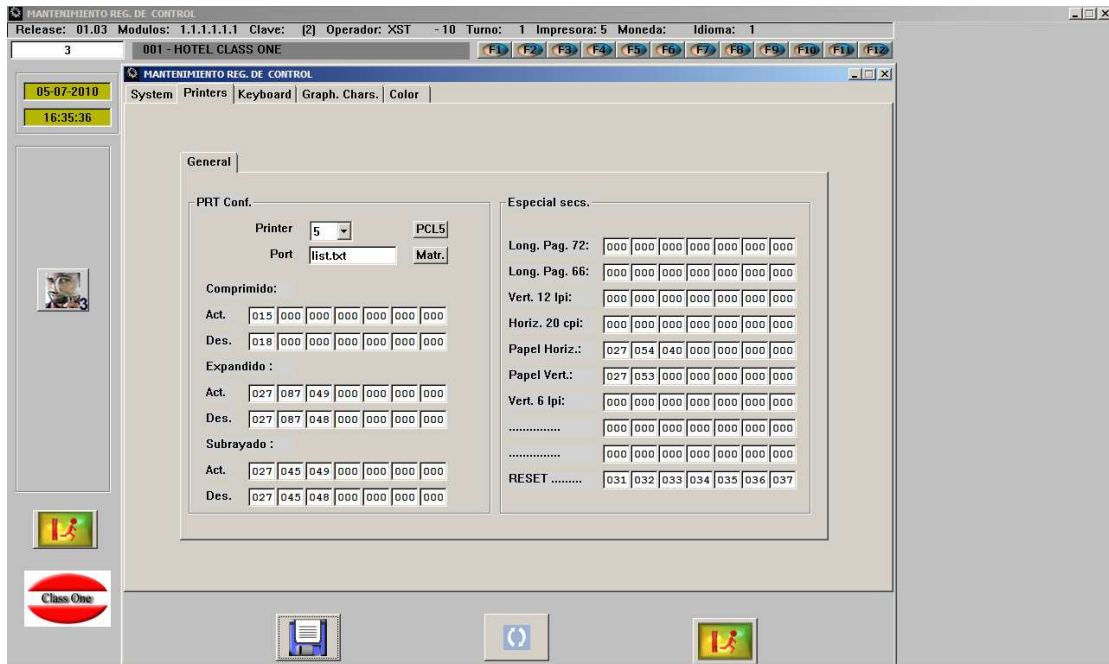 MANTENIMIENTO REG. DE CONTROL
Release: 01.03 Modulos: 1.1.1.1.1.1 Clave: [2] Operador: XST - 10 Turno: 1 Impresora: 5 Moneda: Idioma: 1
3 001 - HOTEL CLASS ONE F1 F2 F3 F4 F5 F6 F7 F8 F9 F10 F11 F12
MANTENIMIENTO REG. DE CONTROL
05-07-2010
16:35:36
System Printers Keyboard Graph. Chars. Color
General
PRT Conf.
Printer 5 PCL5
Port list.txt Matr.
Comprimido:
Act. 015 000 000 000 000 000 000
Des. 018 000 000 000 000 000 000
Expandido :
Act. 027 087 049 000 000 000 000
Des. 027 087 048 000 000 000 000
Subrayado :
Act. 027 045 049 000 000 000 000
Des. 027 045 048 000 000 000 000
Especial secs.
Long. Pag. 72: 000 000 000 000 000 000 000
Long. Pag. 66: 000 000 000 000 000 000 000
Vert. 12 lpi: 000 000 000 000 000 000 000
Horiz. 20 cpi: 000 000 000 000 000 000 000
Papel Horiz.: 027 054 040 000 000 000 000
Papel Vert.: 027 053 000 000 000 000 000
Vert. 6 lpi: 000 000 000 000 000 000 000
............... 000 000 000 000 000 000 000
............... 000 000 000 000 000 000 000
RESET ......... 031 032 033 034 035 036 037
3
Class One